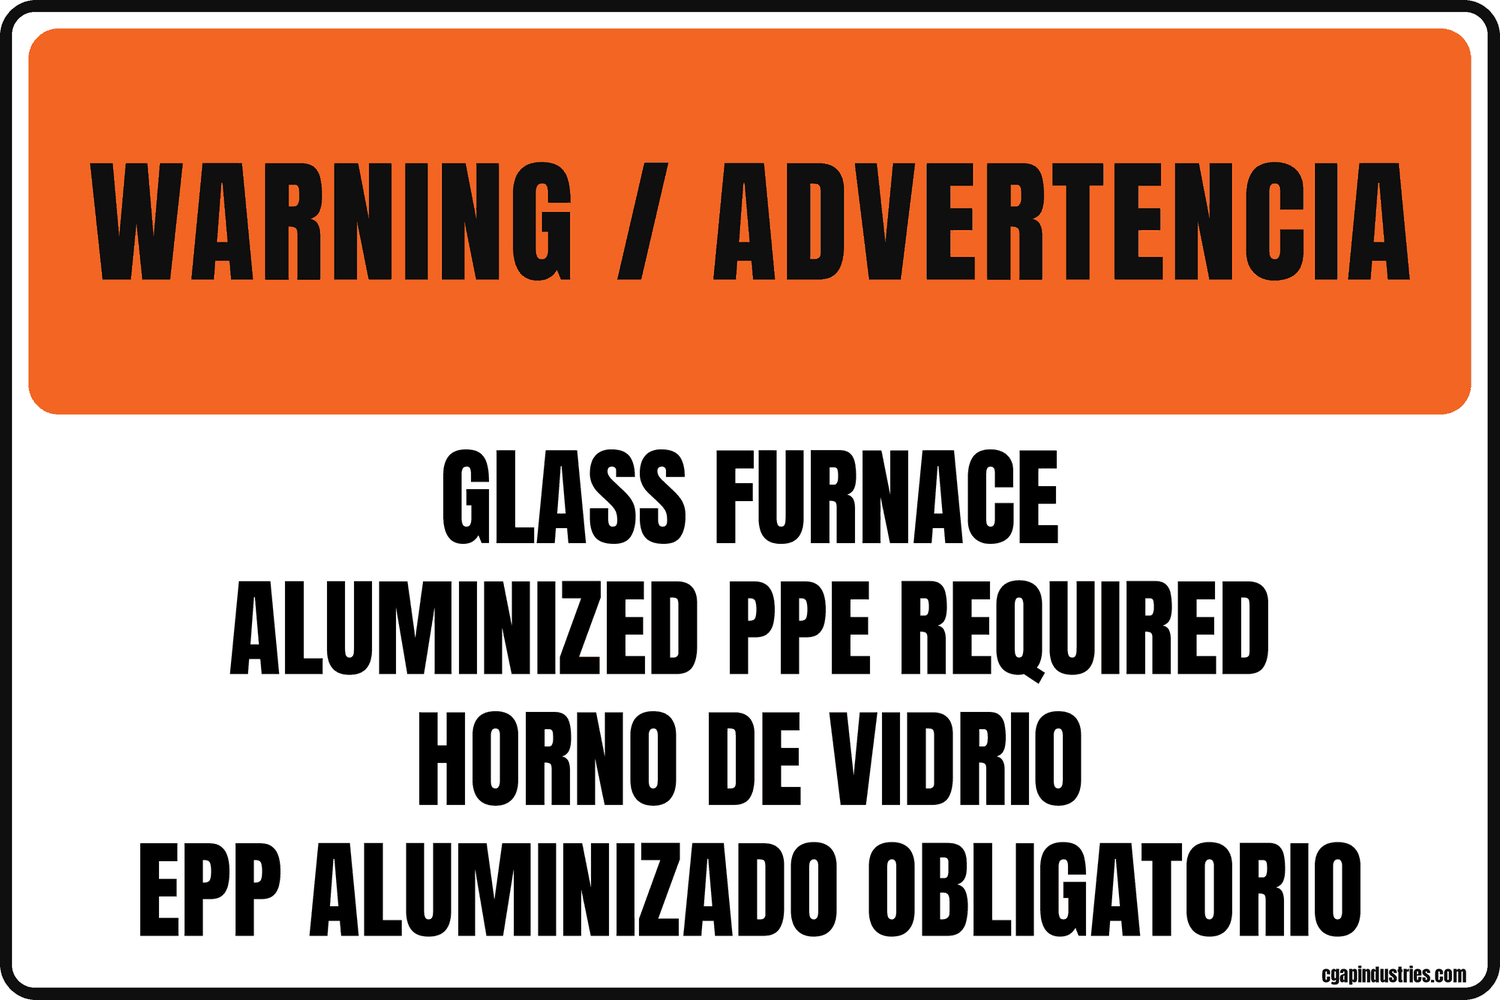 WARNING / ADVERTENCIA
GLASS FURNACE
ALUMINIZED PPE REQUIRED
HORNO DE VIDRIO
EPP ALUMINIZADO OBLIGATORIO
cgapindustries.com